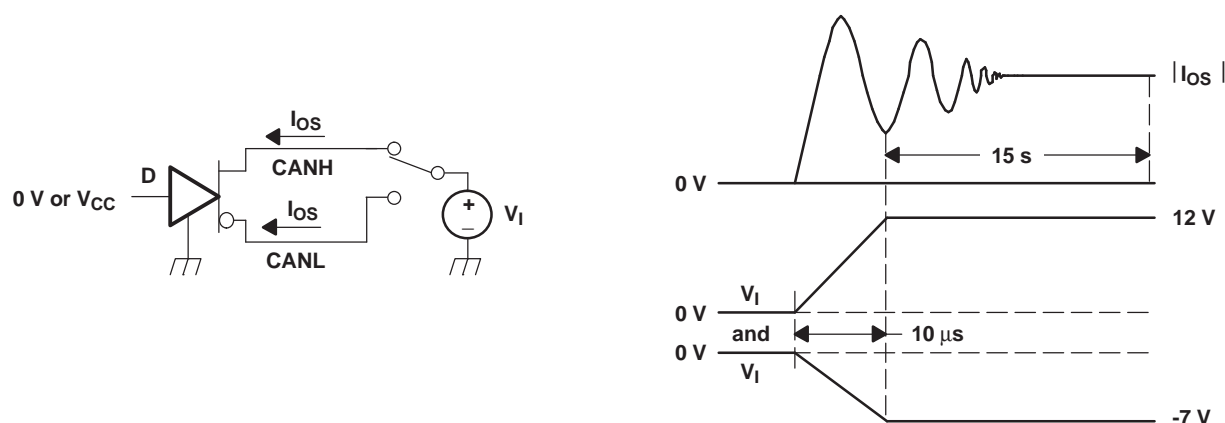 I_OS
CANH
D
0 V or V_CC
I_OS
CANL
+
–
V_I
| I_OS |
15 s
0 V
12 V
V_I
0 V
and
10 μs
0 V
V_I
-7 V